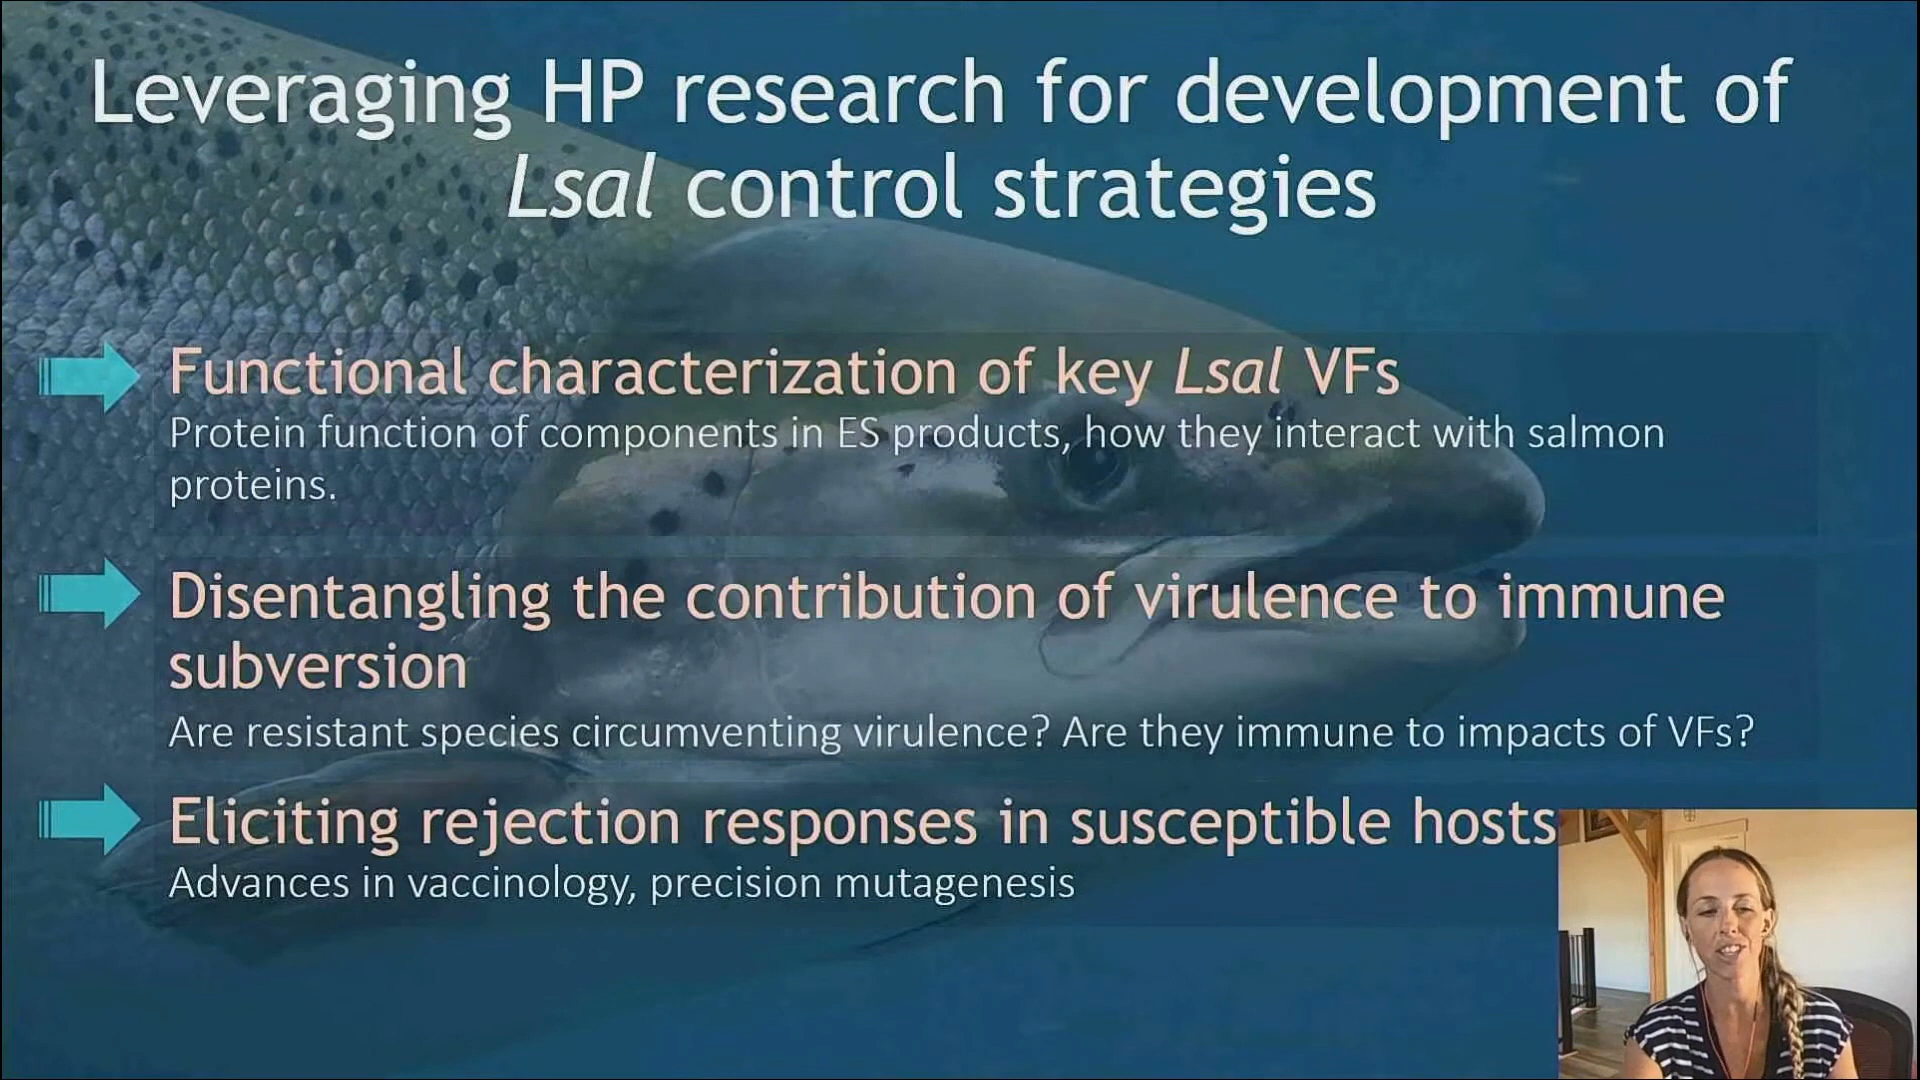 Leveraging HP research for development of
Lsal control strategies
Functional characterization of key Lsal VFs
Protein function of components in ES products, how they interact with salmon
proteins.
Disentangling the contribution of virulence to immune
subversion
Are resistant species circumventing virulence? Are they immune to impacts of VFs?
Eliciting rejection responses in susceptible hosts
Advances in vaccinology, precision mutagenesis